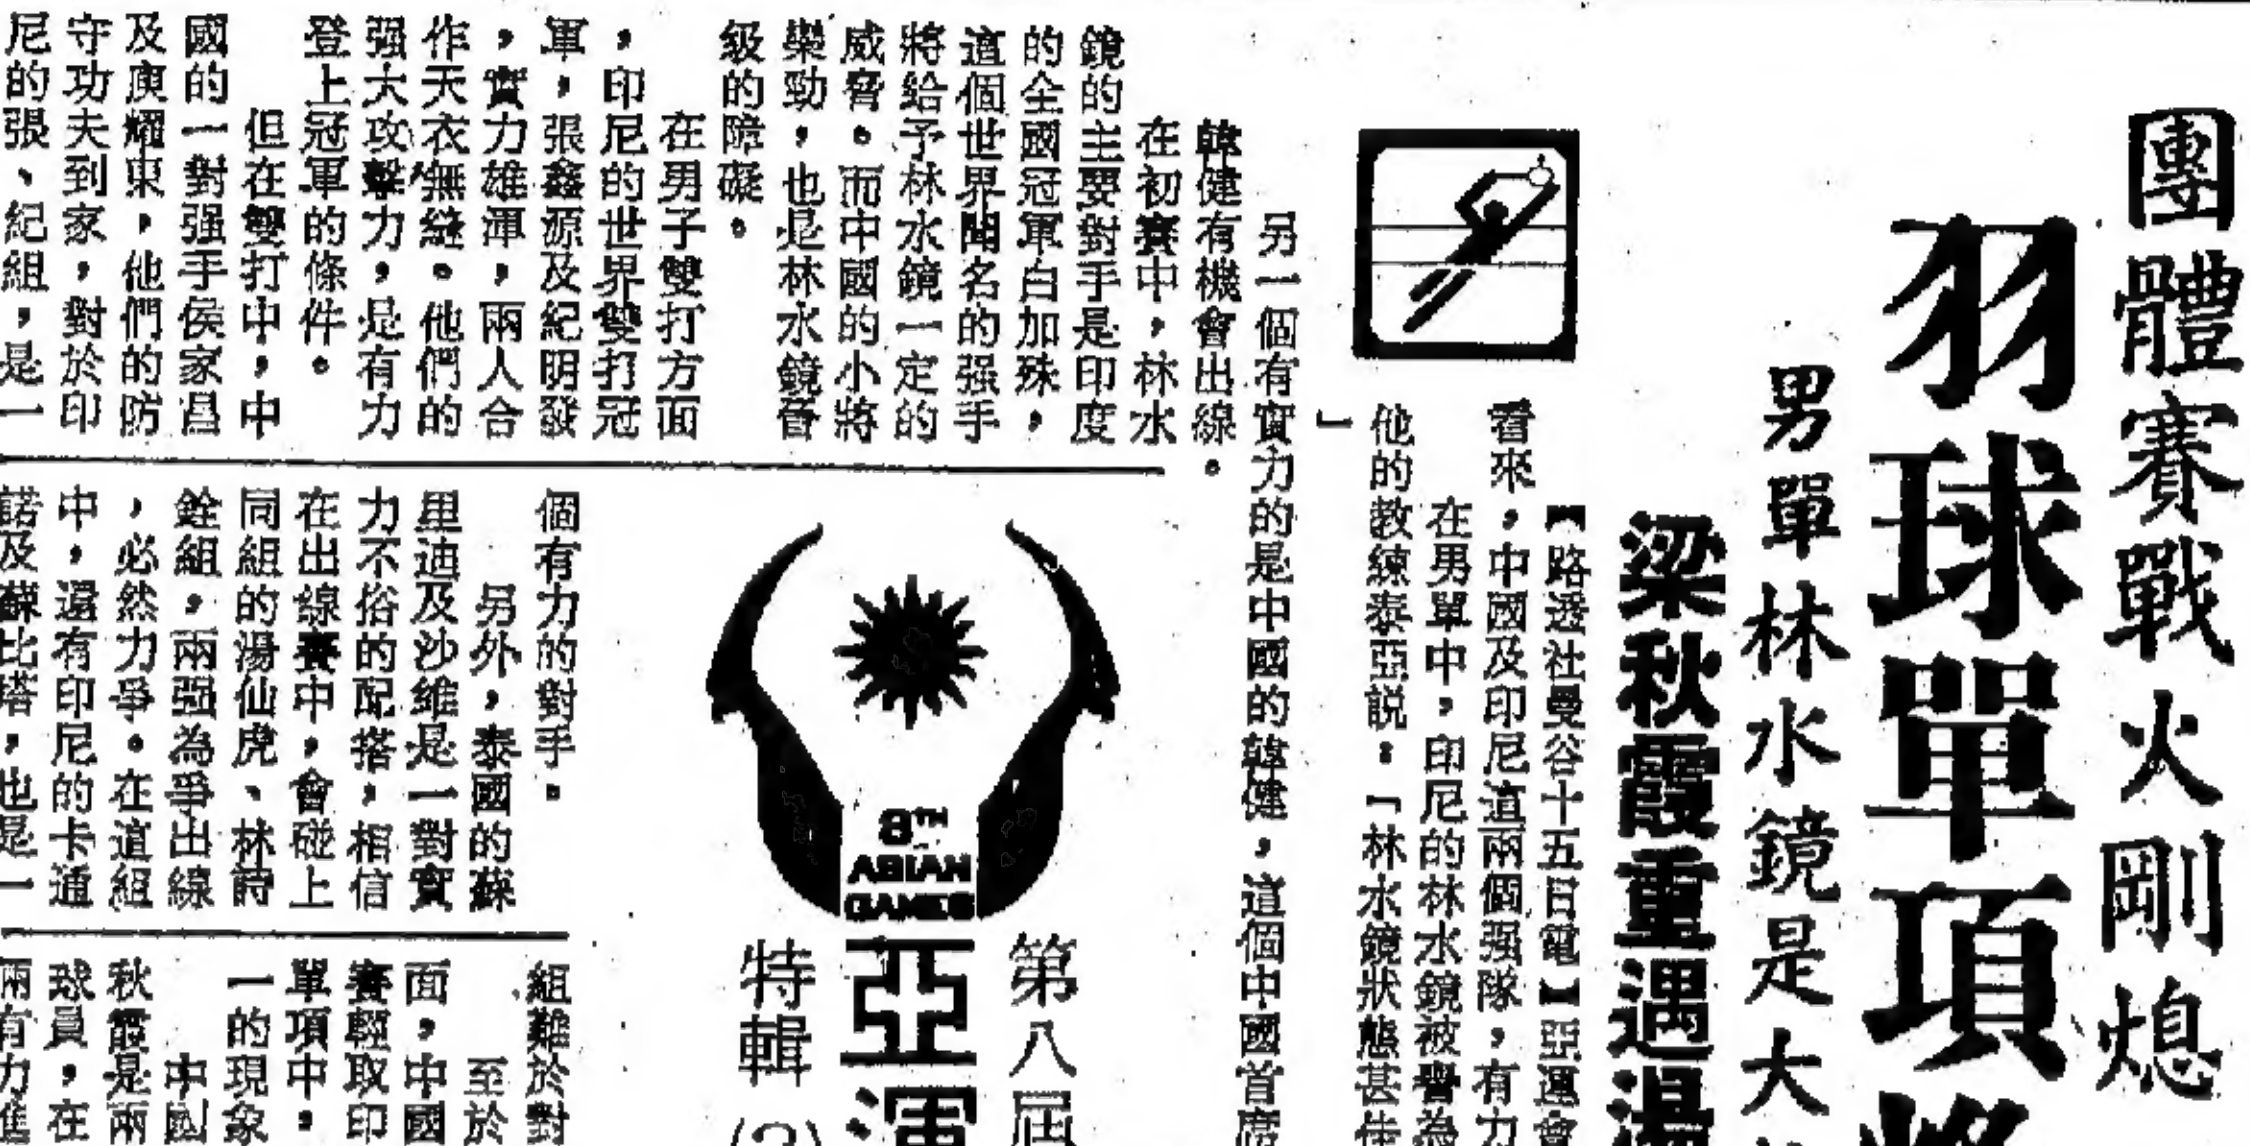 團體賽戰火剛熄
羽球單項
男單林水鏡是大
梁秋霞重遇湯
【路透社曼谷十五日電】亞運會
看來，中國及印尼這兩個强隊，有力
在男單中，印尼的林水鏡被譽為
他的教練泰亞説：「林水鏡狀態甚佳
」
另一個有實力的是中國的韓健，這個中國首席
韓健有機會出線。
在初賽中，林水
鏡的主要對手是印度
的全國冠軍白加殊，
這個世界聞名的强手
將給予林水鏡一定的
威脅。而中國的小將
欒勁，也是林水鏡晉
級的障礙。
在男子雙打方面
，印尼的世界雙打冠
軍，張鑫源及紀明發
，實力雄渾，兩人合
作天衣無縫。他們的
强大攻擊力，是有力
登上冠軍的條件。
但在雙打中，中
國的一對强手侯家昌
及庾耀東，他們的防
守功夫到家，對於印
尼的張、紀組，是一
個有力的對手。
另外，泰國的蘇
里迪及沙維是一對實
力不俗的配搭，相信
在出線賽中，會碰上
同組的湯仙虎、林詩
銓組，兩亞為爭出線
，必然力爭。在這組
中，還有印尼的卡通
諾及蘇比塔，也是一
組難於對
至於
面，中國
賽輕取印
單項中，
一的現象
中國
秋霞是兩
球員，在
兩有力進
8TH
ASIAN
GAMES
第八屆
亞運
特輯